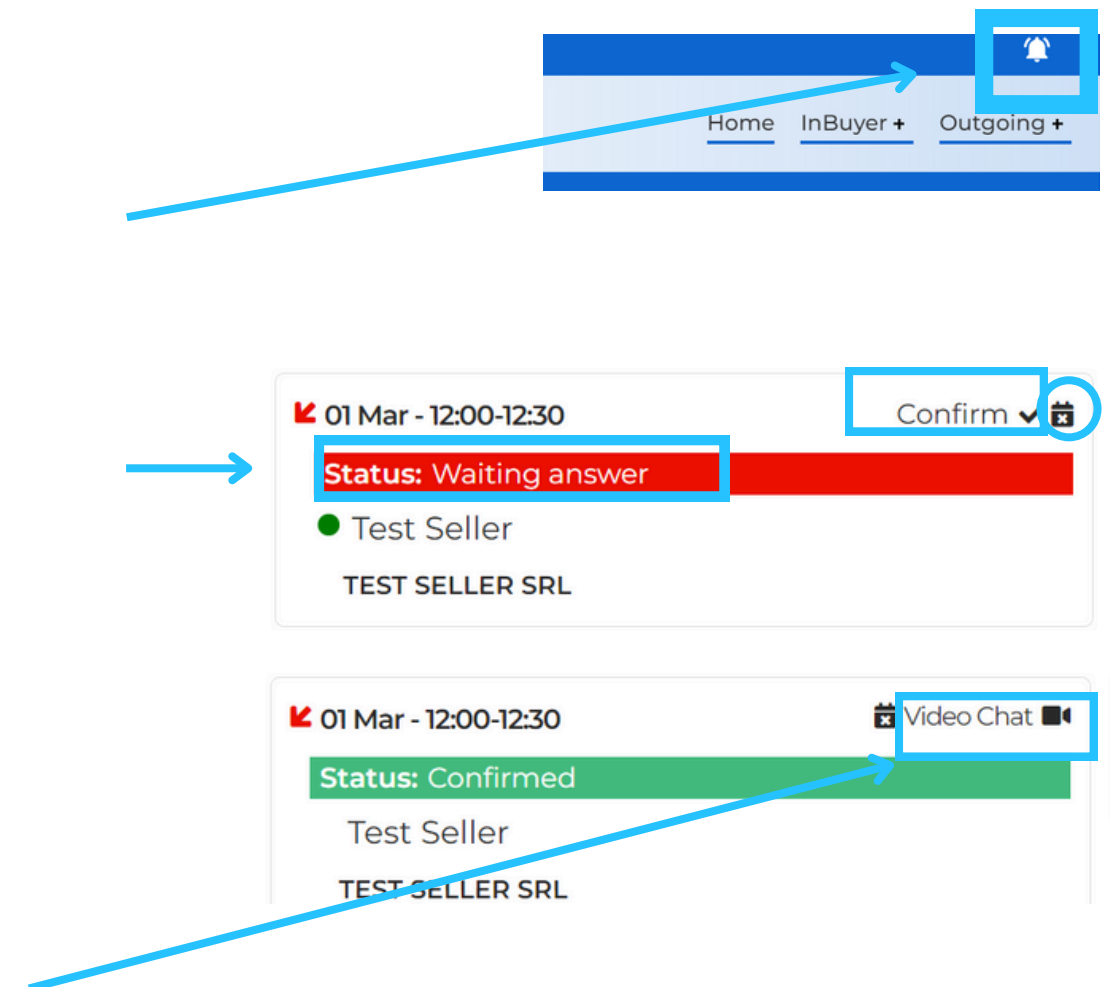 Home InBuyer + Outgoing +
01 Mar - 12:00-12:30 Confirm
Status: Waiting answer
Test Seller
TEST SELLER SRL
01 Mar - 12:00-12:30 Video Chat
Status: Confirmed
Test Seller
TEST SELLER SRL